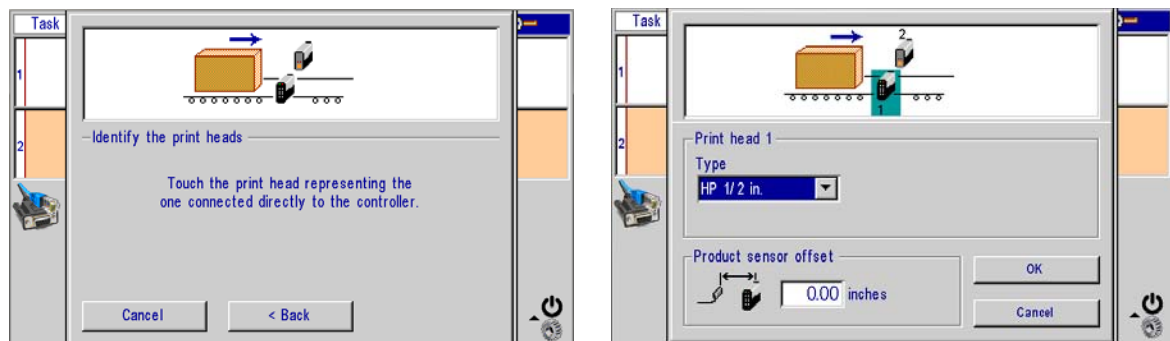 Task
1
2
Identify the print heads
Touch the print head representing the
one connected directly to the controller.
Cancel
< Back
Task
1
2
2
1
Print head 1
Type
HP 1/2 in.
Product sensor offset
0.00 inches
OK
Cancel